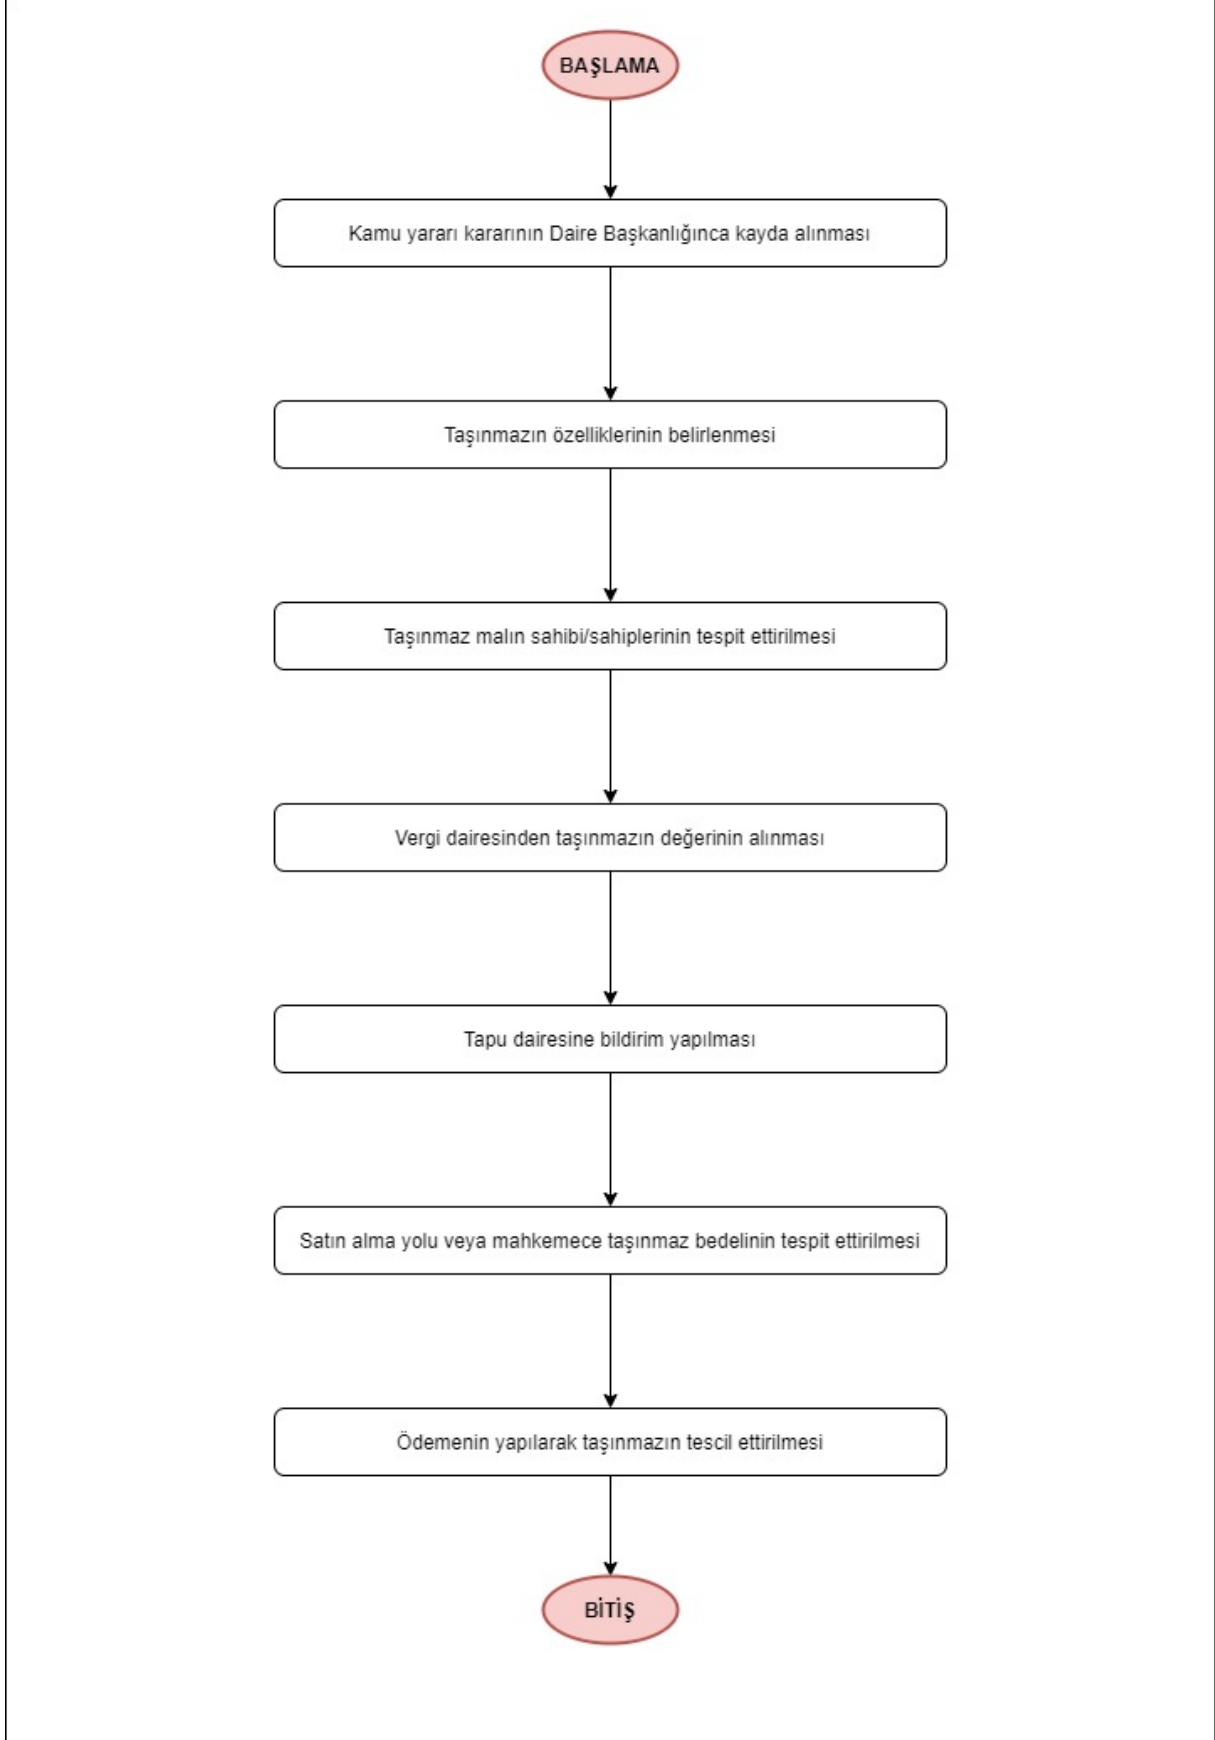 BAŞLAMA
Kamu yararı kararının Daire Başkanlığınca kayda alınması
Taşınmazın özelliklerinin belirlenmesi
Taşınmaz malın sahibi/sahiplerinin tespit ettirilmesi
Vergi dairesinden taşınmazın değerinin alınması
Tapu dairesine bildirim yapılması
Satın alma yolu veya mahkemece taşınmaz bedelinin tespit ettirilmesi
Ödemenin yapılarak taşınmazın tescil ettirilmesi
BİTİŞ